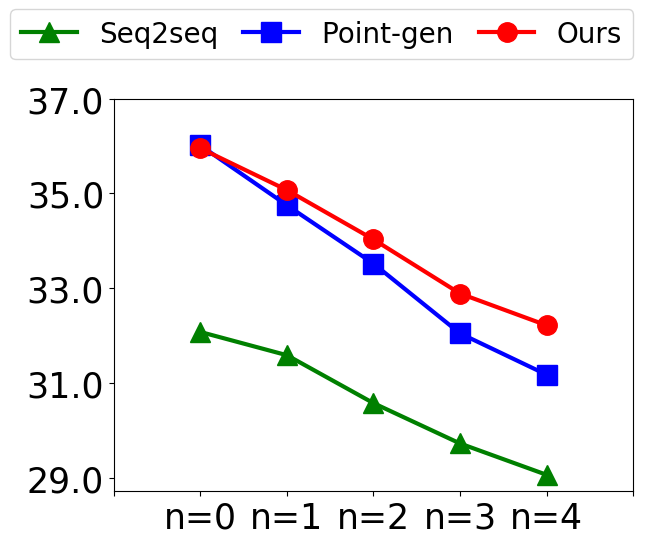 Seq2seq Point-gen Ours
37.0
35.0
33.0
31.0
29.0
n=0 n=1 n=2 n=3 n=4